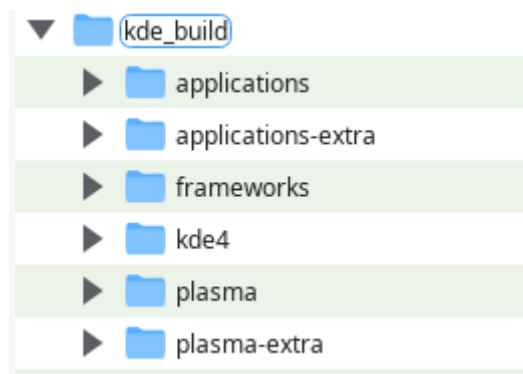 kde_build
applications
applications-extra
frameworks
kde4
plasma
plasma-extra